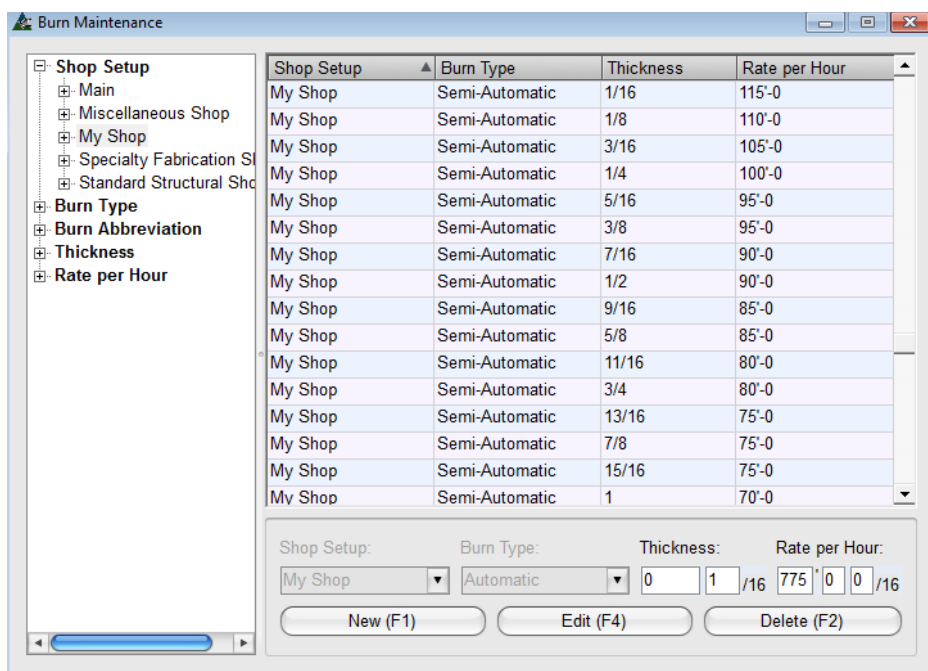 Burn Maintenance
Shop Setup
Main
Miscellaneous Shop
My Shop
Specialty Fabrication Sl
Standard Structural Sho
Burn Type
Burn Abbreviation
Thickness
Rate per Hour
Shop Setup Burn Type Thickness Rate per Hour
My Shop Semi-Automatic 1/16 115'-0
My Shop Semi-Automatic 1/8 110'-0
My Shop Semi-Automatic 3/16 105'-0
My Shop Semi-Automatic 1/4 100'-0
My Shop Semi-Automatic 5/16 95'-0
My Shop Semi-Automatic 3/8 95'-0
My Shop Semi-Automatic 7/16 90'-0
My Shop Semi-Automatic 1/2 90'-0
My Shop Semi-Automatic 9/16 85'-0
My Shop Semi-Automatic 5/8 85'-0
My Shop Semi-Automatic 11/16 80'-0
My Shop Semi-Automatic 3/4 80'-0
My Shop Semi-Automatic 13/16 75'-0
My Shop Semi-Automatic 7/8 75'-0
My Shop Semi-Automatic 15/16 75'-0
My Shop Semi-Automatic 1 70'-0
Shop Setup: Burn Type: Thickness: Rate per Hour:
My Shop Automatic 0 1 /16 775 ' 0 0 /16
New (F1) Edit (F4) Delete (F2)